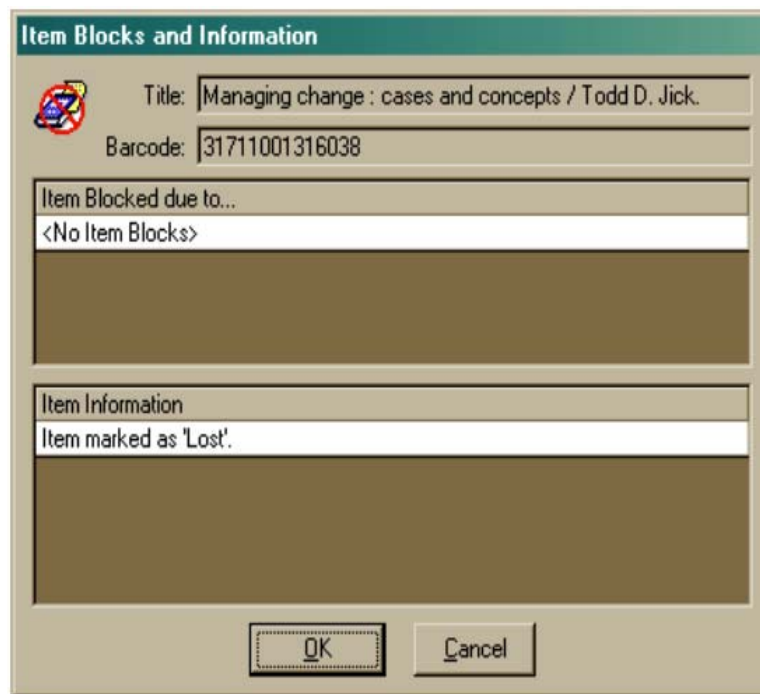 Item Blocks and Information
Title: Managing change : cases and concepts / Todd D. Jick.
Barcode: 31711001316038
Item Blocked due to...
<No Item Blocks>
Item Information
Item marked as 'Lost'.
OK Cancel